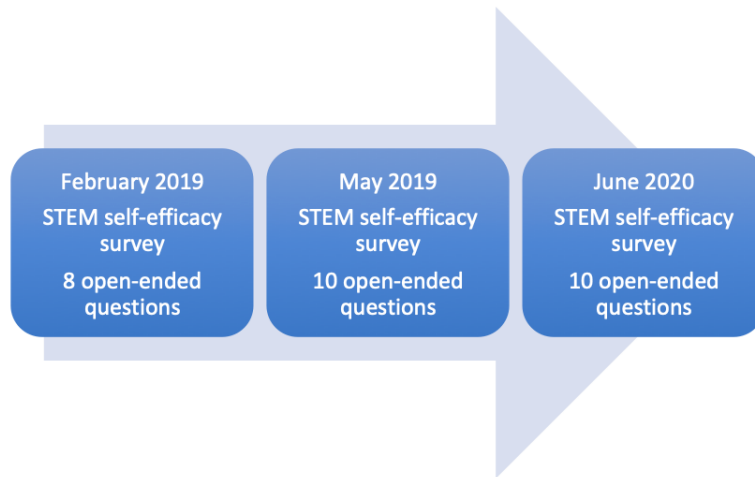 February 2019
STEM self-efficacy
survey
8 open-ended
questions
May 2019
STEM self-efficacy
survey
10 open-ended
questions
June 2020
STEM self-efficacy
survey
10 open-ended
questions